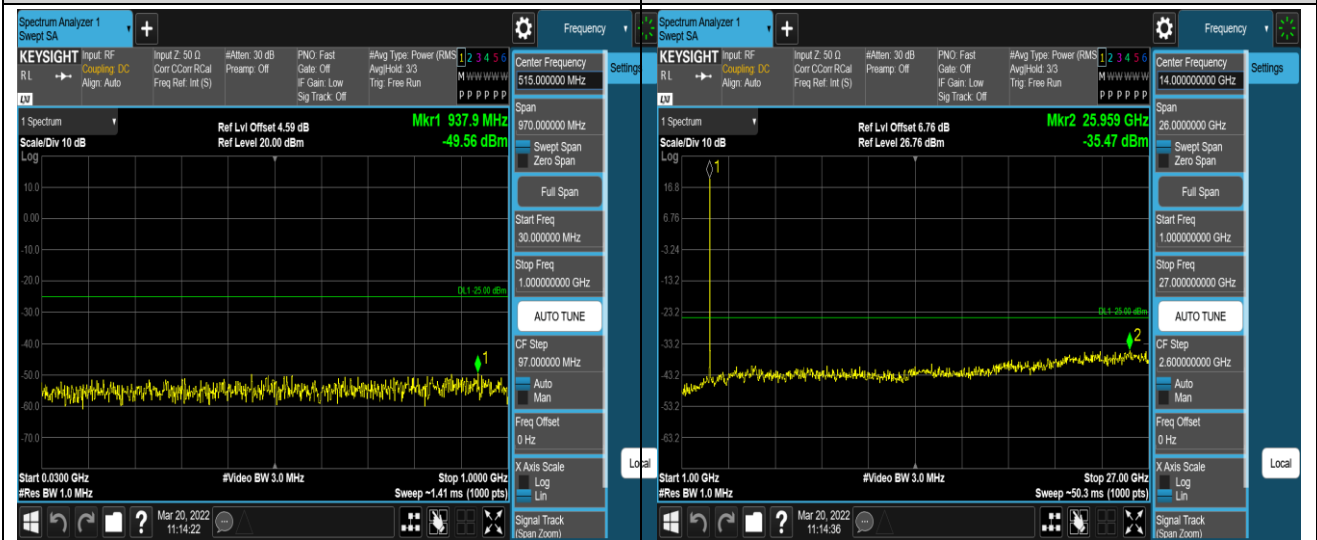 Spectrum Analyzer 1
Swept SA
+
Frequency
KEYSIGHT
RL
LXI
Input: RF
Coupling: DC
Align: Auto
Input Z: 50 Ω
Corr CCorr RCal
Freq Ref: Int (S)
#Atten: 30 dB
Preamp: Off
PNO: Fast
Gate: Off
IF Gain: Low
Sig Track: Off
#Avg Type: Power (RMS
Avg|Hold: 3/3
Trig: Free Run
1 2 3 4 5 6
M W W W W W
P P P P P P
Center Frequency
515.000000 MHz
Settings
1 Spectrum
Scale/Div 10 dB
Log
Ref Lvl Offset 4.59 dB
Ref Level 20.00 dBm
Mkr1 937.9 MHz
-49.56 dBm
10.0
0.00
-10.0
-20.0
-30.0
-40.0
-50.0
-60.0
-70.0
DL1 -25.00 dBm
1
Span
970.000000 MHz
Swept Span
Zero Span
Full Span
Start Freq
30.000000 MHz
Stop Freq
1.000000000 GHz
AUTO TUNE
CF Step
97.000000 MHz
Auto
Man
Freq Offset
0 Hz
X Axis Scale
Log
Lin
Signal Track
(Span Zoom)
Local
Start 0.0300 GHz
#Res BW 1.0 MHz
#Video BW 3.0 MHz
Stop 1.0000 GHz
Sweep ~1.41 ms (1000 pts)
?
Mar 20, 2022
11:14:22
Spectrum Analyzer 1
Swept SA
+
Frequency
KEYSIGHT
RL
LXI
Input: RF
Coupling: DC
Align: Auto
Input Z: 50 Ω
Corr CCorr RCal
Freq Ref: Int (S)
#Atten: 30 dB
Preamp: Off
PNO: Fast
Gate: Off
IF Gain: Low
Sig Track: Off
#Avg Type: Power (RMS
Avg|Hold: 3/3
Trig: Free Run
1 2 3 4 5 6
M W W W W W
P P P P P P
Center Frequency
14.000000000 GHz
Settings
1 Spectrum
Scale/Div 10 dB
Log
Ref Lvl Offset 6.76 dB
Ref Level 26.76 dBm
Mkr2 25.959 GHz
-35.47 dBm
1
16.8
6.76
-3.24
-13.2
-23.2
-33.2
-43.2
-53.2
-63.2
DL1 -25.00 dBm
2
Span
26.0000000 GHz
Swept Span
Zero Span
Full Span
Start Freq
1.000000000 GHz
Stop Freq
27.000000000 GHz
AUTO TUNE
CF Step
2.600000000 GHz
Auto
Man
Freq Offset
0 Hz
X Axis Scale
Log
Lin
Signal Track
(Span Zoom)
Local
Start 1.00 GHz
#Res BW 1.0 MHz
#Video BW 3.0 MHz
Stop 27.00 GHz
Sweep ~50.3 ms (1000 pts)
?
Mar 20, 2022
11:14:36